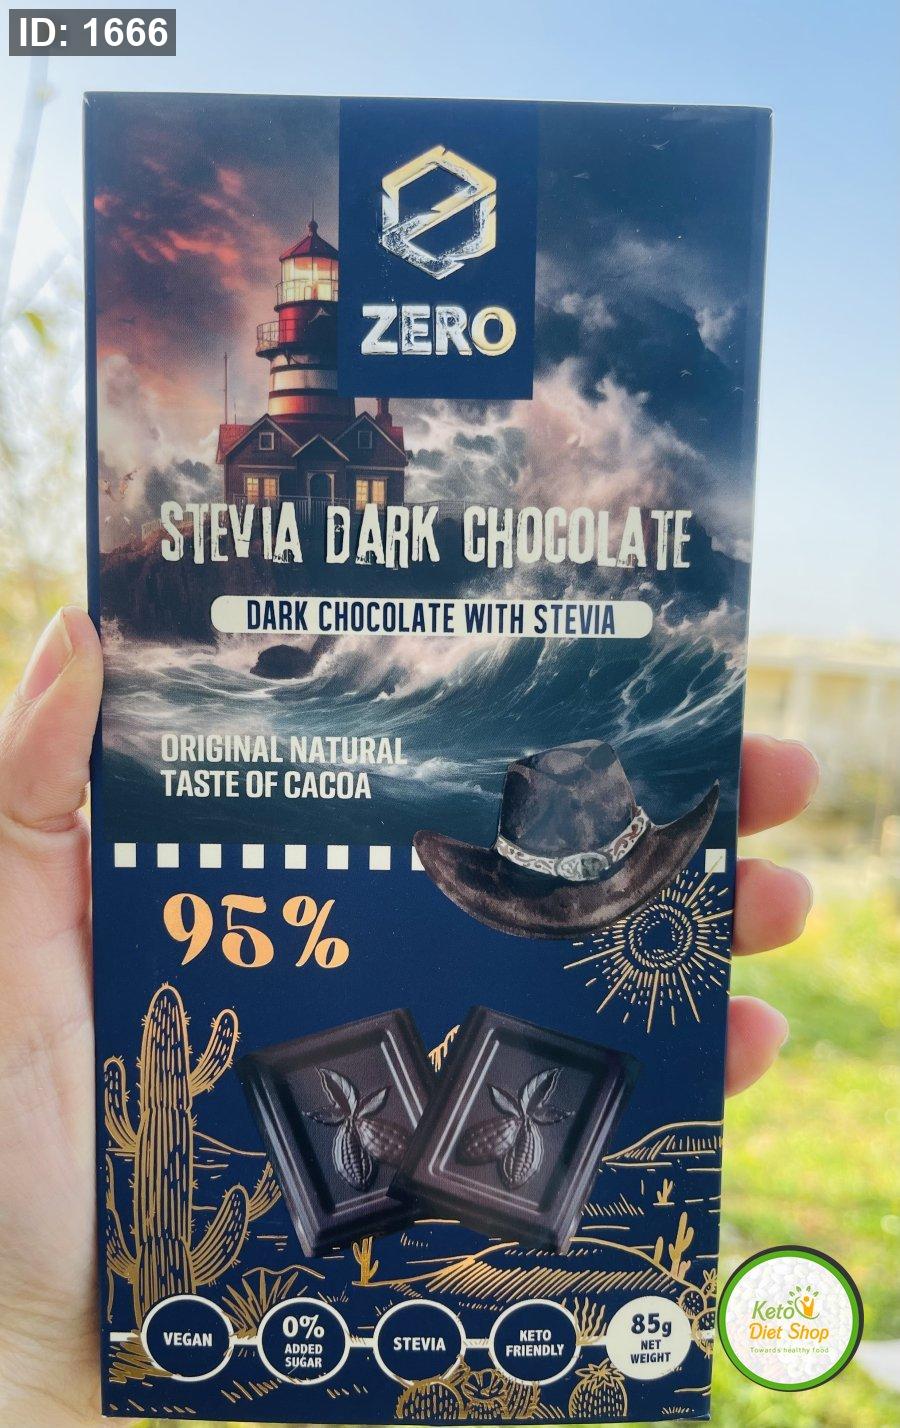 ID: 1666
ZERO
STEVIA DARK CHOCOLATE
DARK CHOCOLATE WITH STEVIA
ORIGINAL NATURAL
TASTE OF CACOA
95%
VEGAN
0%
ADDED
SUGAR
STEVIA
KETO
FRIENDLY
85g
NET
WEIGHT
Keto
Diet Shop
Towards healthy food